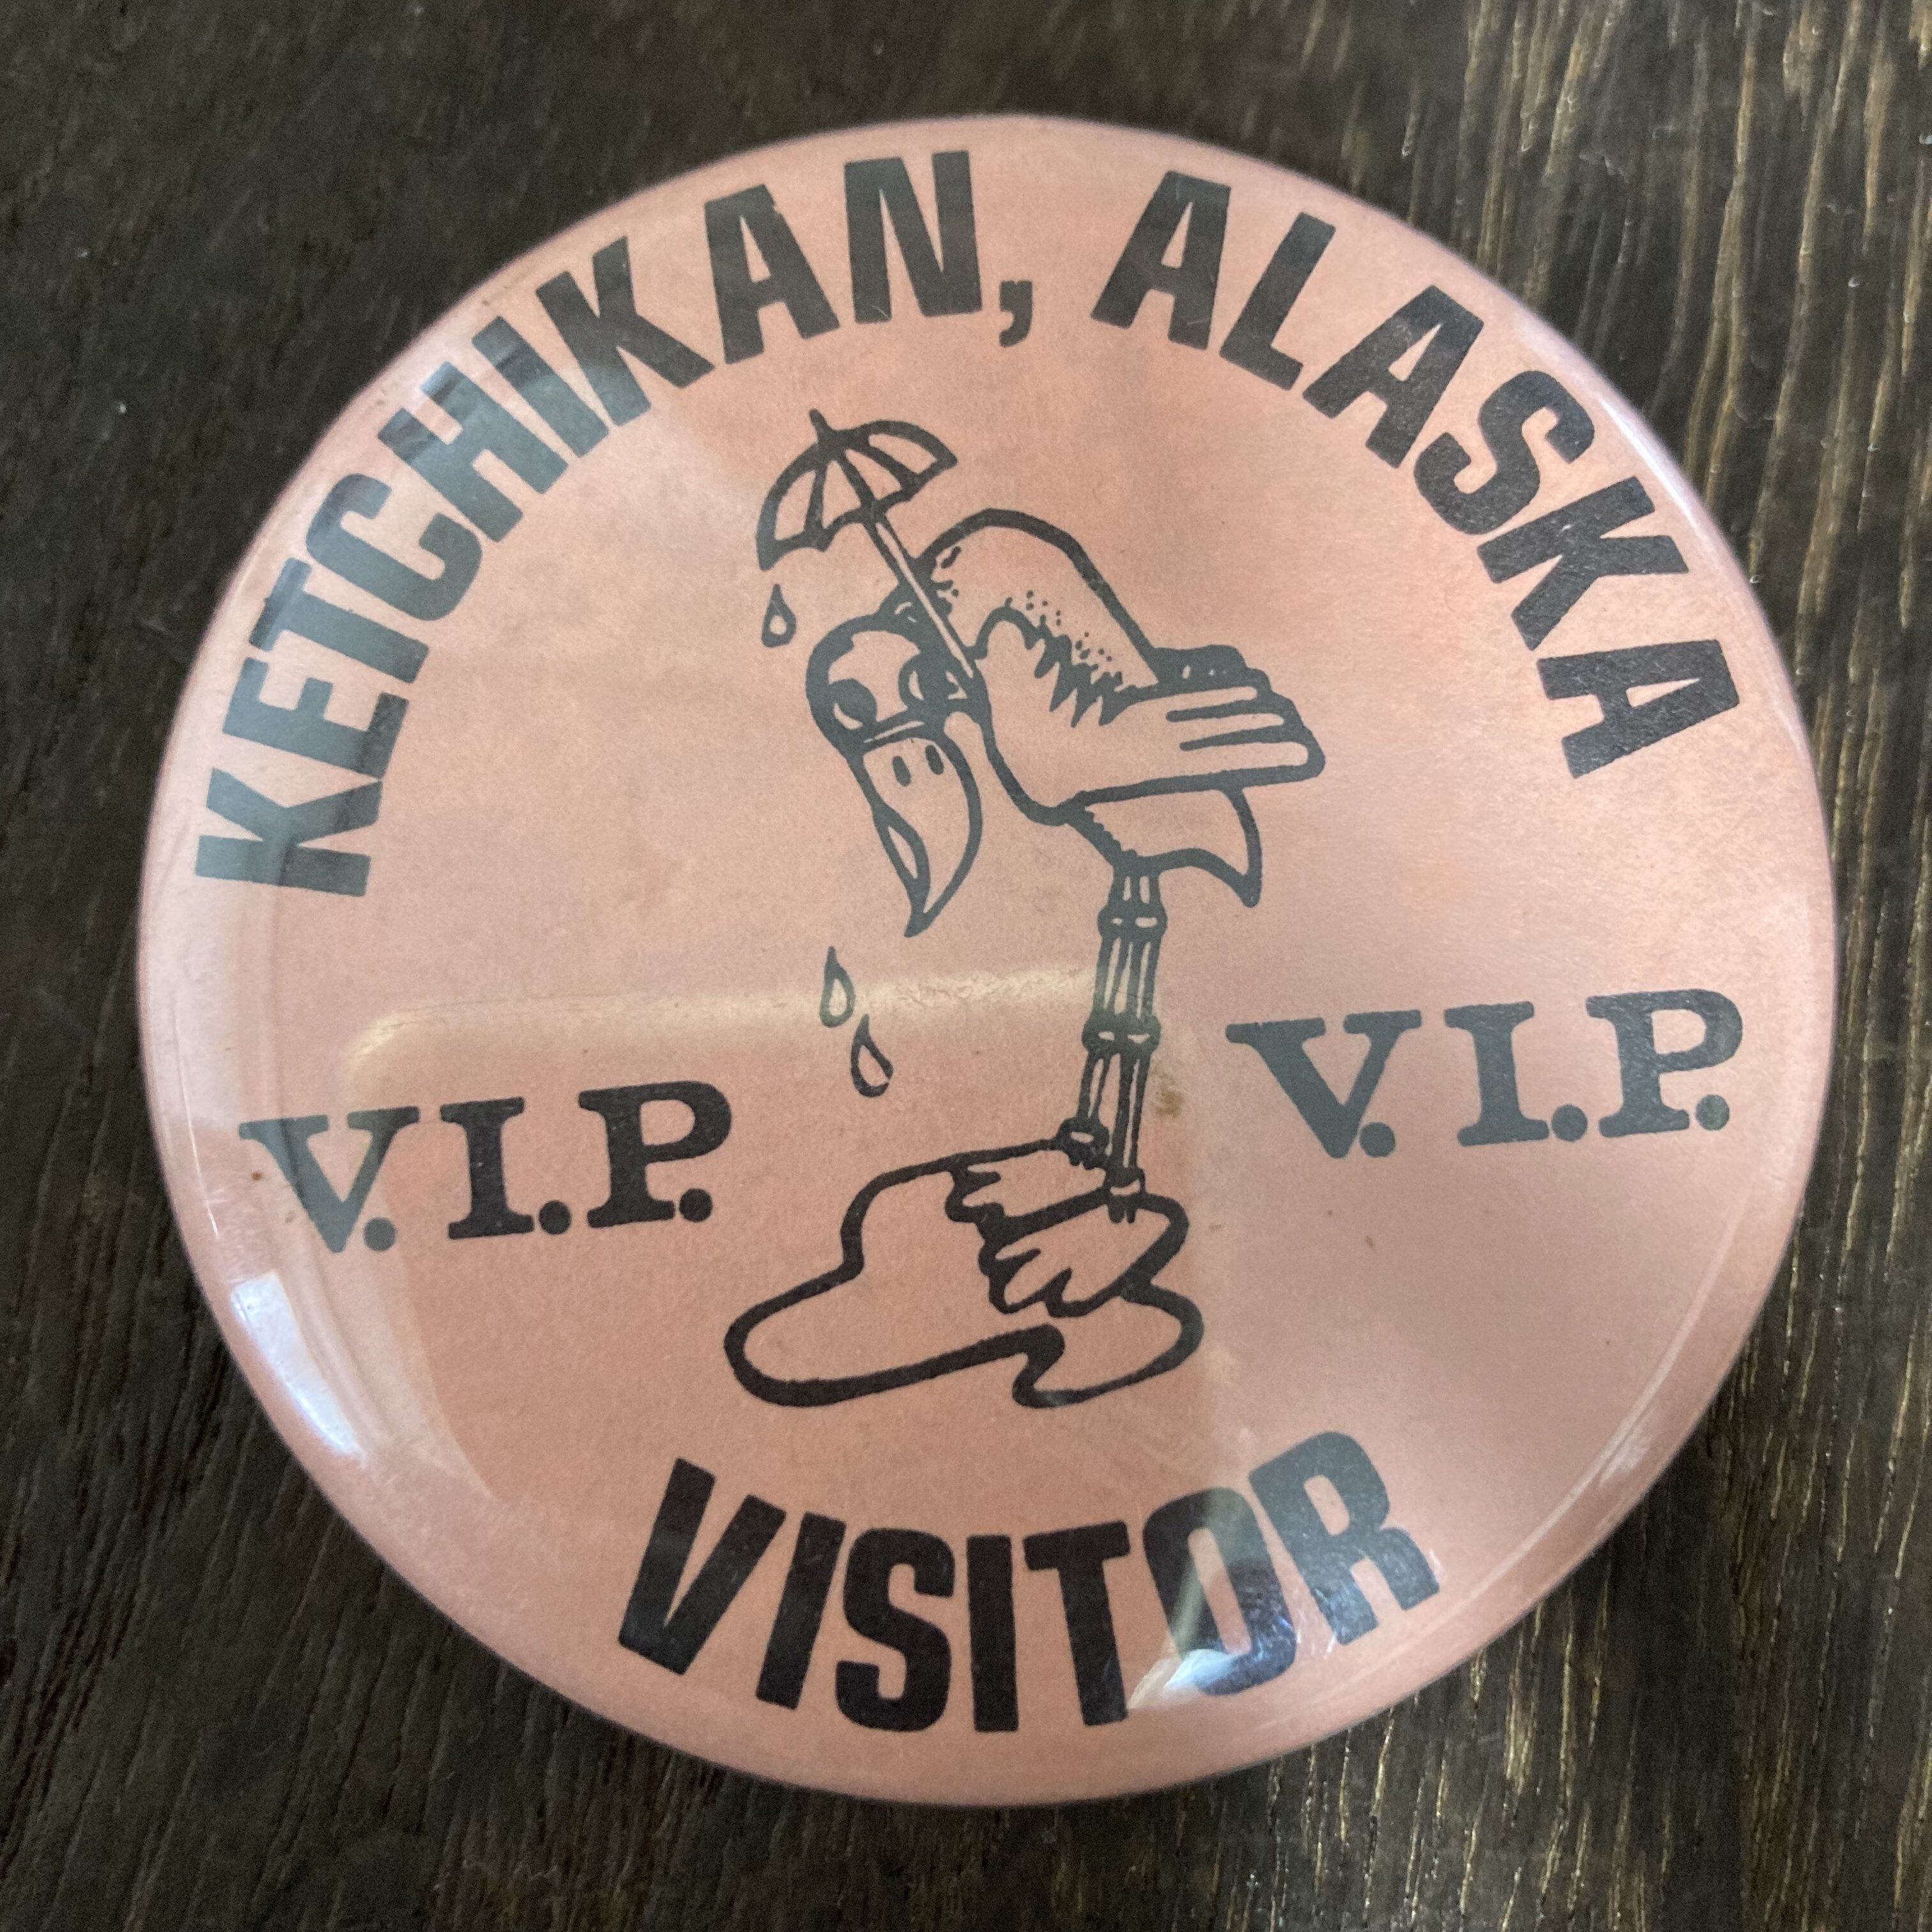 KETCHIKAN, ALASKA
V.I.P. V.I.P.
VISITOR